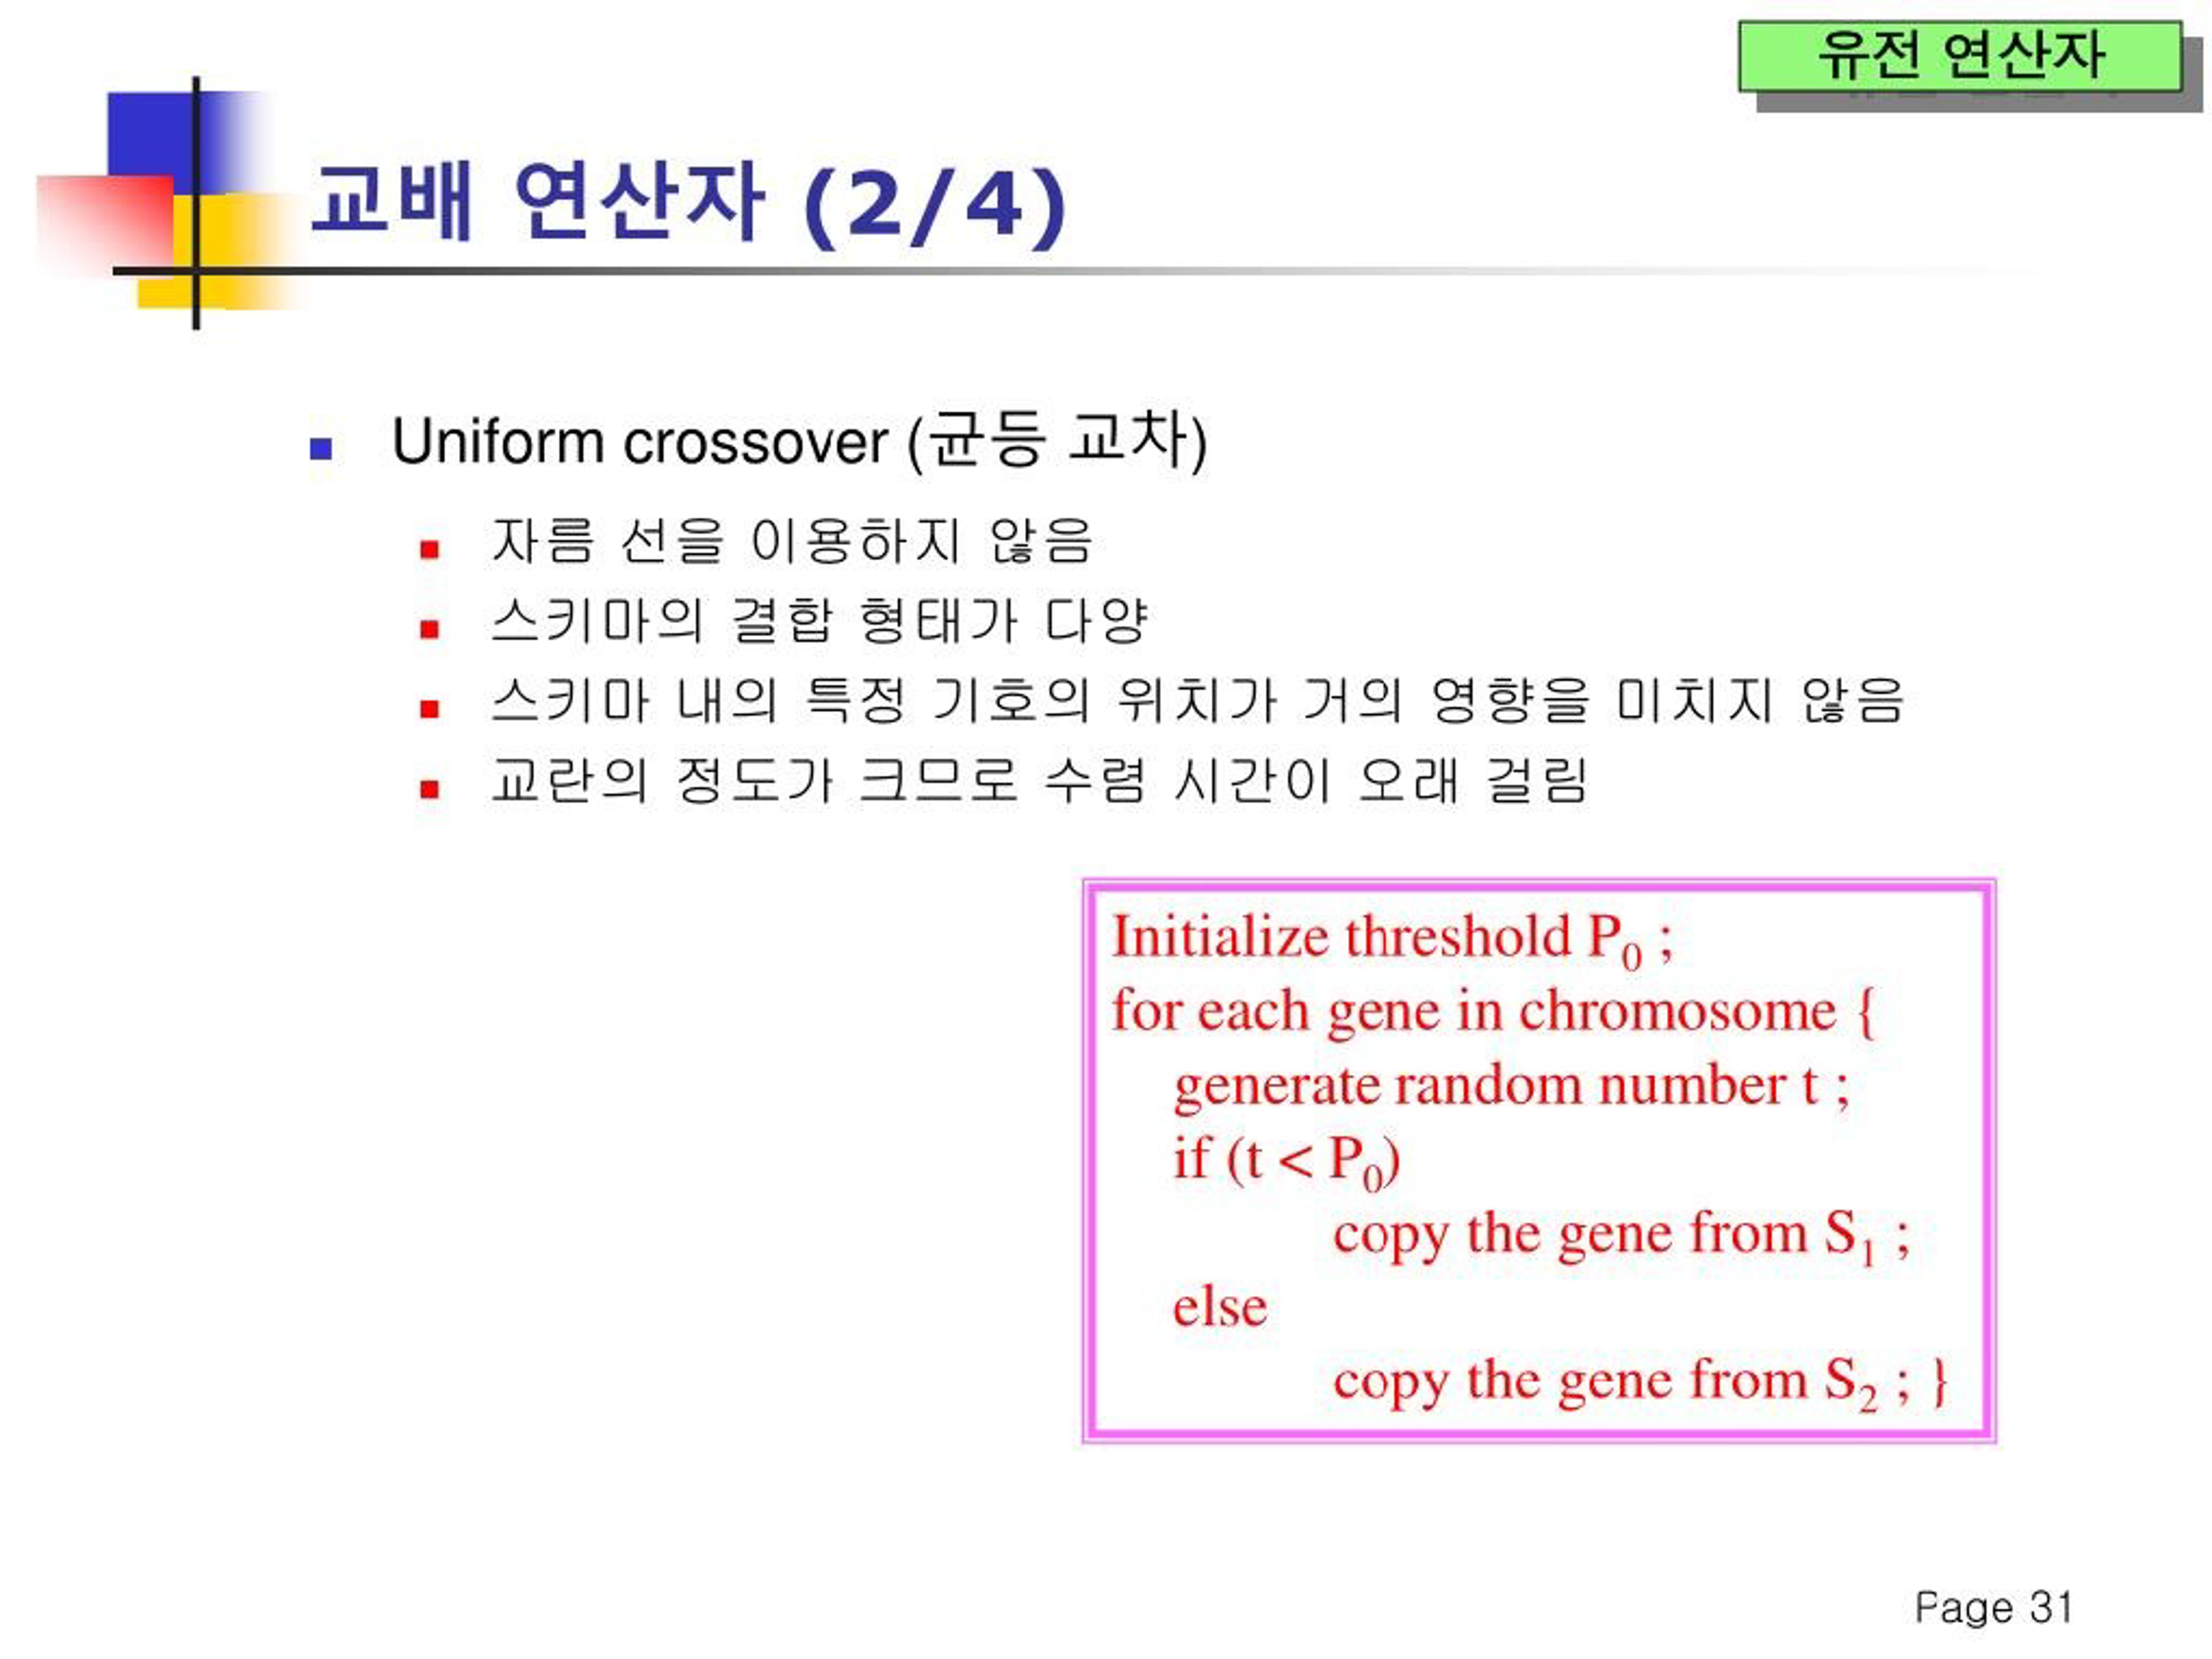 유전 연산자
교배 연산자 (2/4)
Uniform crossover (균등 교차)
자름 선을 이용하지 않음
스키마의 결합 형태가 다양
스키마 내의 특정 기호의 위치가 거의 영향을 미치지 않음
교란의 정도가 크므로 수렴 시간이 오래 걸림
Initialize threshold P₀ ;
for each gene in chromosome {
generate random number t ;
if (t < P₀)
copy the gene from S₁ ;
else
copy the gene from S₂ ; }
Page 31